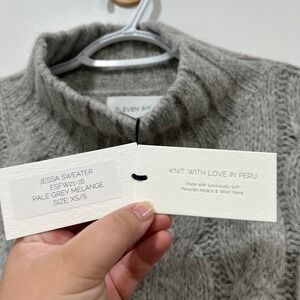 ELEVEN SIX
JESSA SWEATER
ESFW21-16
PALE GREY MELANGE
SIZE: XS/S
KNIT WITH LOVE IN PERU
Made with luxuriously soft
Peruvian Alpaca & Wool Yarns